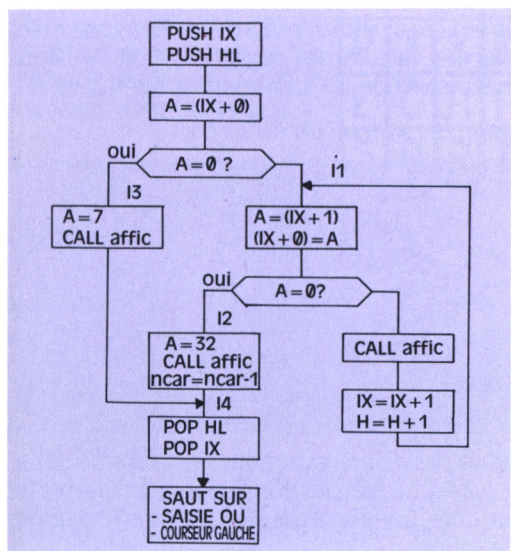 PUSH IX
PUSH HL
A=(IX+0)
oui
A=0 ?
I1
I3
A=7
CALL affic
A=(IX+1)
(IX+0)=A
oui
A=0?
I2
A=32
CALL affic
ncar=ncar-1
CALL affic
IX=IX+1
H=H+1
I4
POP HL
POP IX
SAUT SUR
- SAISIE OU
- COURSEUR GAUCHE